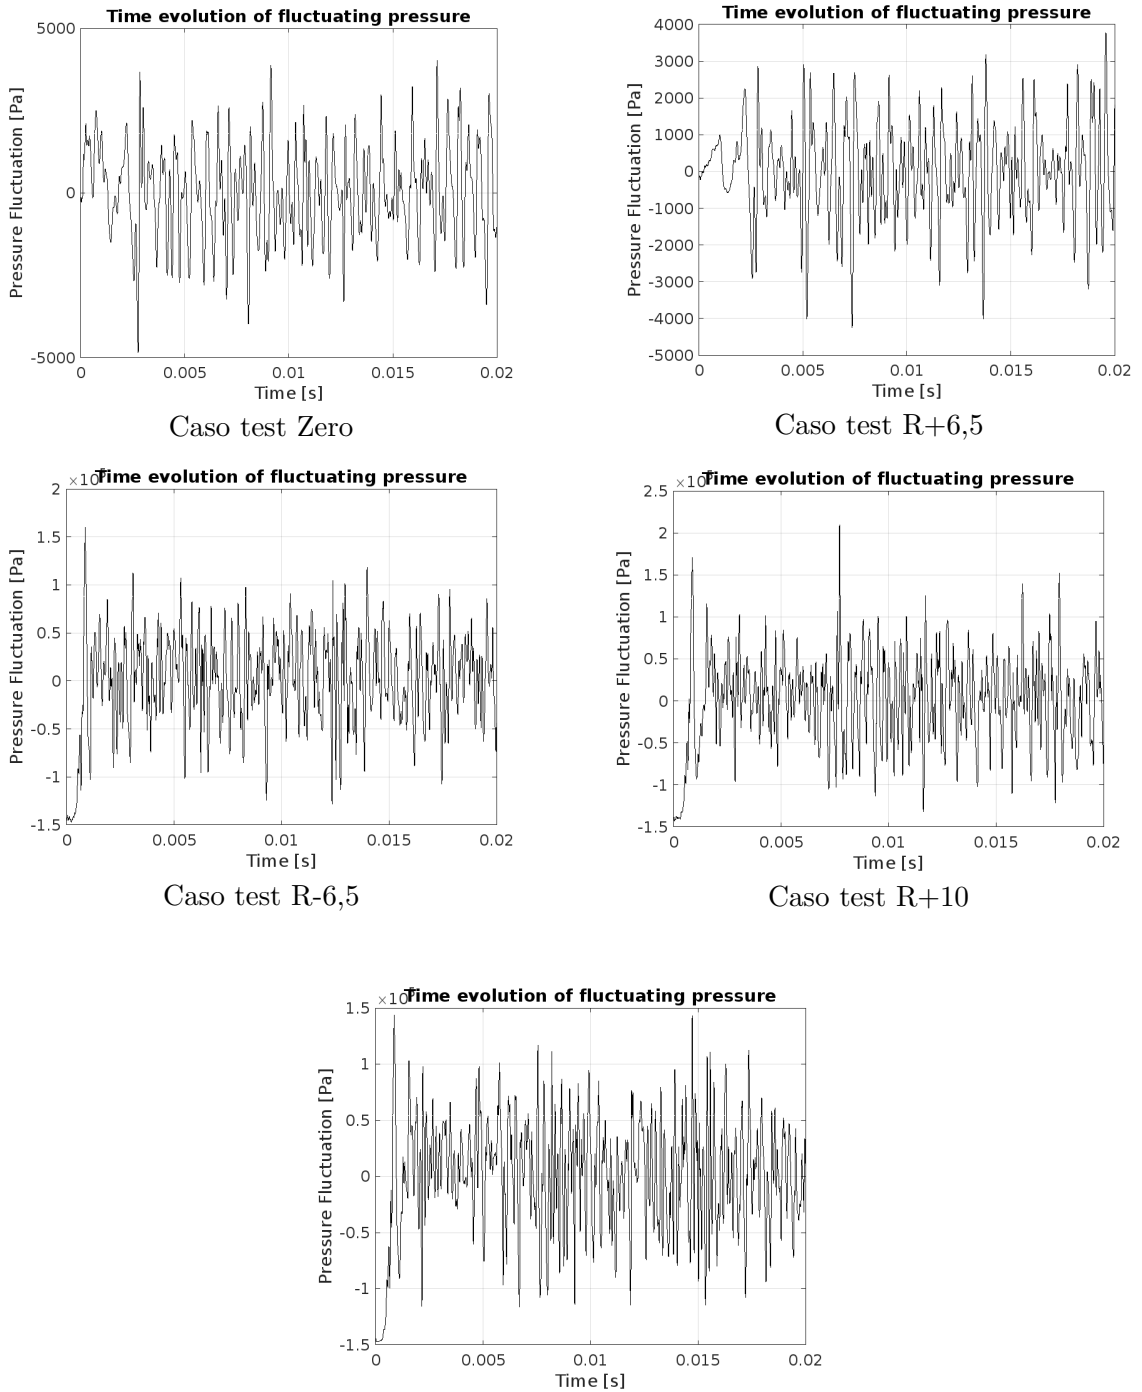 Time evolution of fluctuating pressure
5000
0
-5000
0 0.005 0.01 0.015 0.02
Pressure Fluctuation [Pa]
Time [s]
Caso test Zero
Time evolution of fluctuating pressure
4000
3000
2000
1000
0
-1000
-2000
-3000
-4000
-5000
0 0.005 0.01 0.015 0.02
Pressure Fluctuation [Pa]
Time [s]
Caso test R+6,5
Time evolution of fluctuating pressure
×10
2
1.5
1
0.5
0
-0.5
-1
-1.5
0 0.005 0.01 0.015 0.02
Pressure Fluctuation [Pa]
Time [s]
Caso test R-6,5
Time evolution of fluctuating pressure
×10
2.5
2
1.5
1
0.5
0
-0.5
-1
-1.5
0 0.005 0.01 0.015 0.02
Pressure Fluctuation [Pa]
Time [s]
Caso test R+10
Time evolution of fluctuating pressure
×10
1.5
1
0.5
0
-0.5
-1
-1.5
0 0.005 0.01 0.015 0.02
Pressure Fluctuation [Pa]
Time [s]